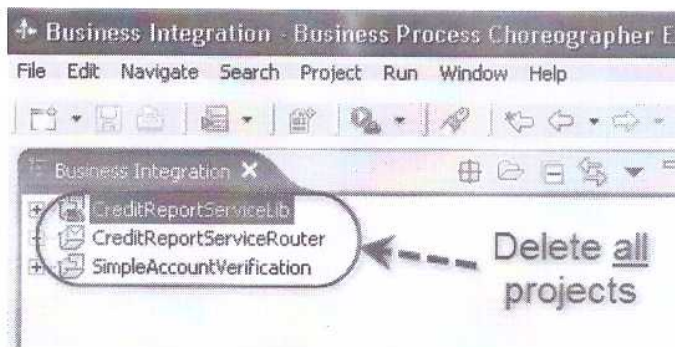 Business Integration - Business Process Choreographer E
File Edit Navigate Search Project Run Window Help
Business Integration
CreditReportServiceLib
CreditReportServiceRouter
SimpleAccountVerification
Delete all
projects